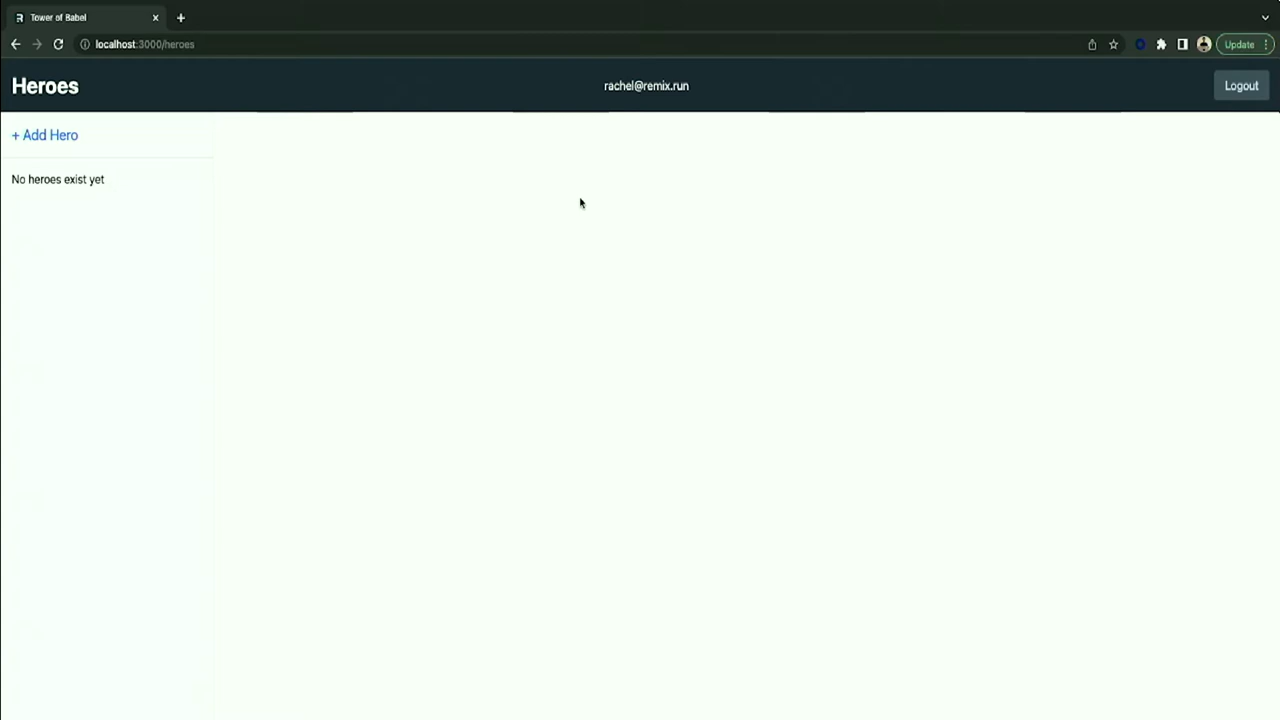 Tower of Babel
localhost:3000/heroes
Update
Heroes
rachel@remix.run
Logout
+ Add Hero
No heroes exist yet